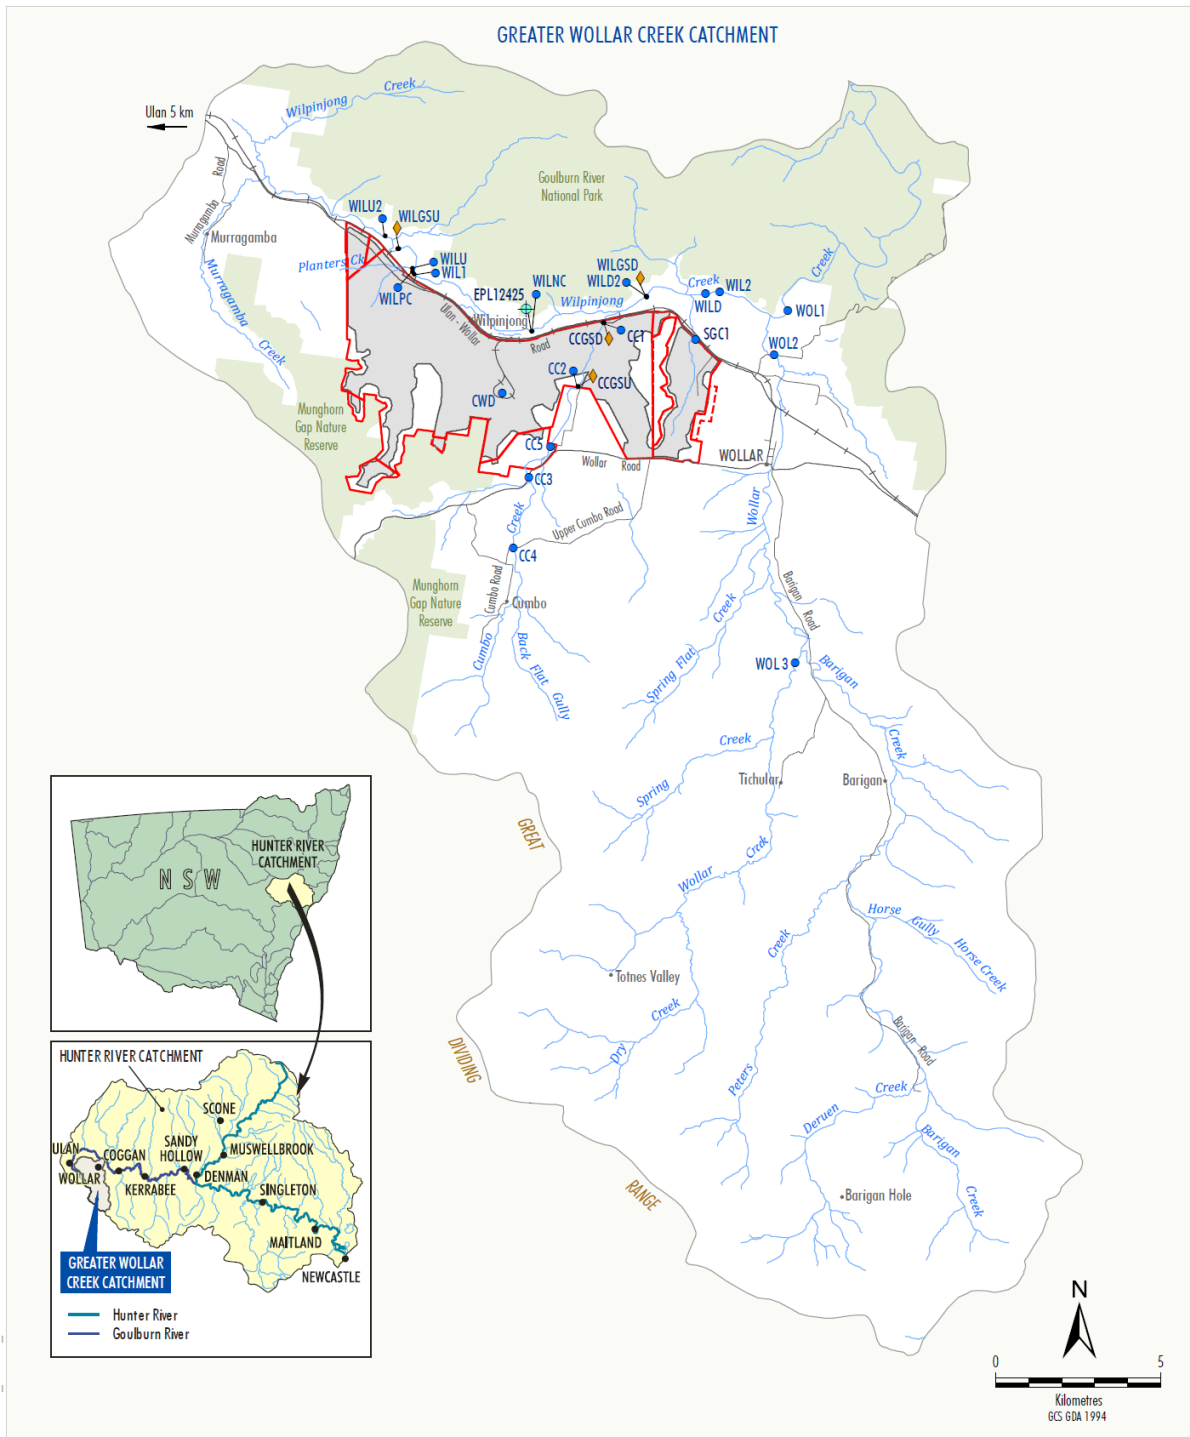 GREATER WOLLAR CREEK CATCHMENT
Ulan 5 km
Wilpinjong Creek
Murragamba Road
Goulburn River
National Park
WILU2
WILGSU
Murragamba
Planters Ck
WILU
WIL1
WILPC
Murragamba Creek
EPL12425
WILNC
WILGSD
WILD2
Wilpinjong Creek
WIL2
WILD
Creek
WOL1
Ulan - Wollar Road
Wilpinjong
CCGSD
CC1
SGC1
WOL2
CC2
CCGSU
CWD
Munghorn
Gap Nature
Reserve
CC5
Wollar Road
WOLLAR
CC3
Creek
Upper Cumbo Road
Wollar
CC4
Munghorn
Gap Nature
Reserve
Cumbo Road
Cumbo
Barigan Road
Creek
Cumbo
Back Flat Gully
Spring Flat
WOL 3
Barigan
Creek
Creek
Spring
Tichular
Barigan
GREAT
Creek
Wollar
Horse Gully
Horse Creek
Creek
Totnes Valley
Creek
Dry
DIVIDING
Barigan Road
Peters
Creek
Deruen
Barigan
Creek
RANGE
Barigan Hole
HUNTER RIVER
CATCHMENT
N S W
HUNTER RIVER CATCHMENT
SCONE
ULAN
COGGAN
SANDY
HOLLOW
MUSWELLBROOK
WOLLAR
KERRABEE
DENMAN
SINGLETON
MAITLAND
NEWCASTLE
GREATER WOLLAR
CREEK CATCHMENT
Hunter River
Goulburn River
N
0 5
Kilometres
GCS GDA 1994